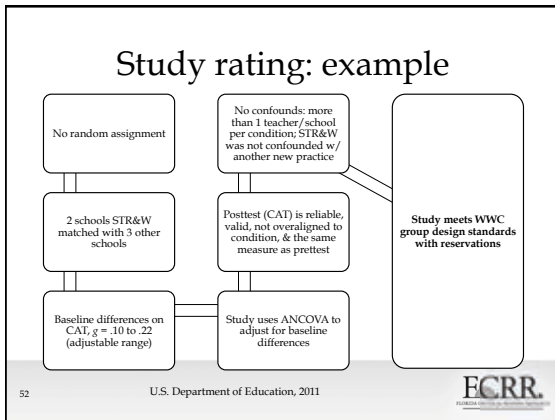 Study rating: example
No random assignment
2 schools STR&W
matched with 3 other
schools
Baseline differences on
CAT, g = .10 to .22
(adjustable range)
Study uses ANCOVA to
adjust for baseline
differences
Posttest (CAT) is reliable,
valid, not overaligned to
condition, & the same
measure as prettest
No confounds: more
than 1 teacher/school
per condition; STR&W
was not confounded w/
another new practice
Study meets WWC
group design standards
with reservations
52
U.S. Department of Education, 2011
FCRR.